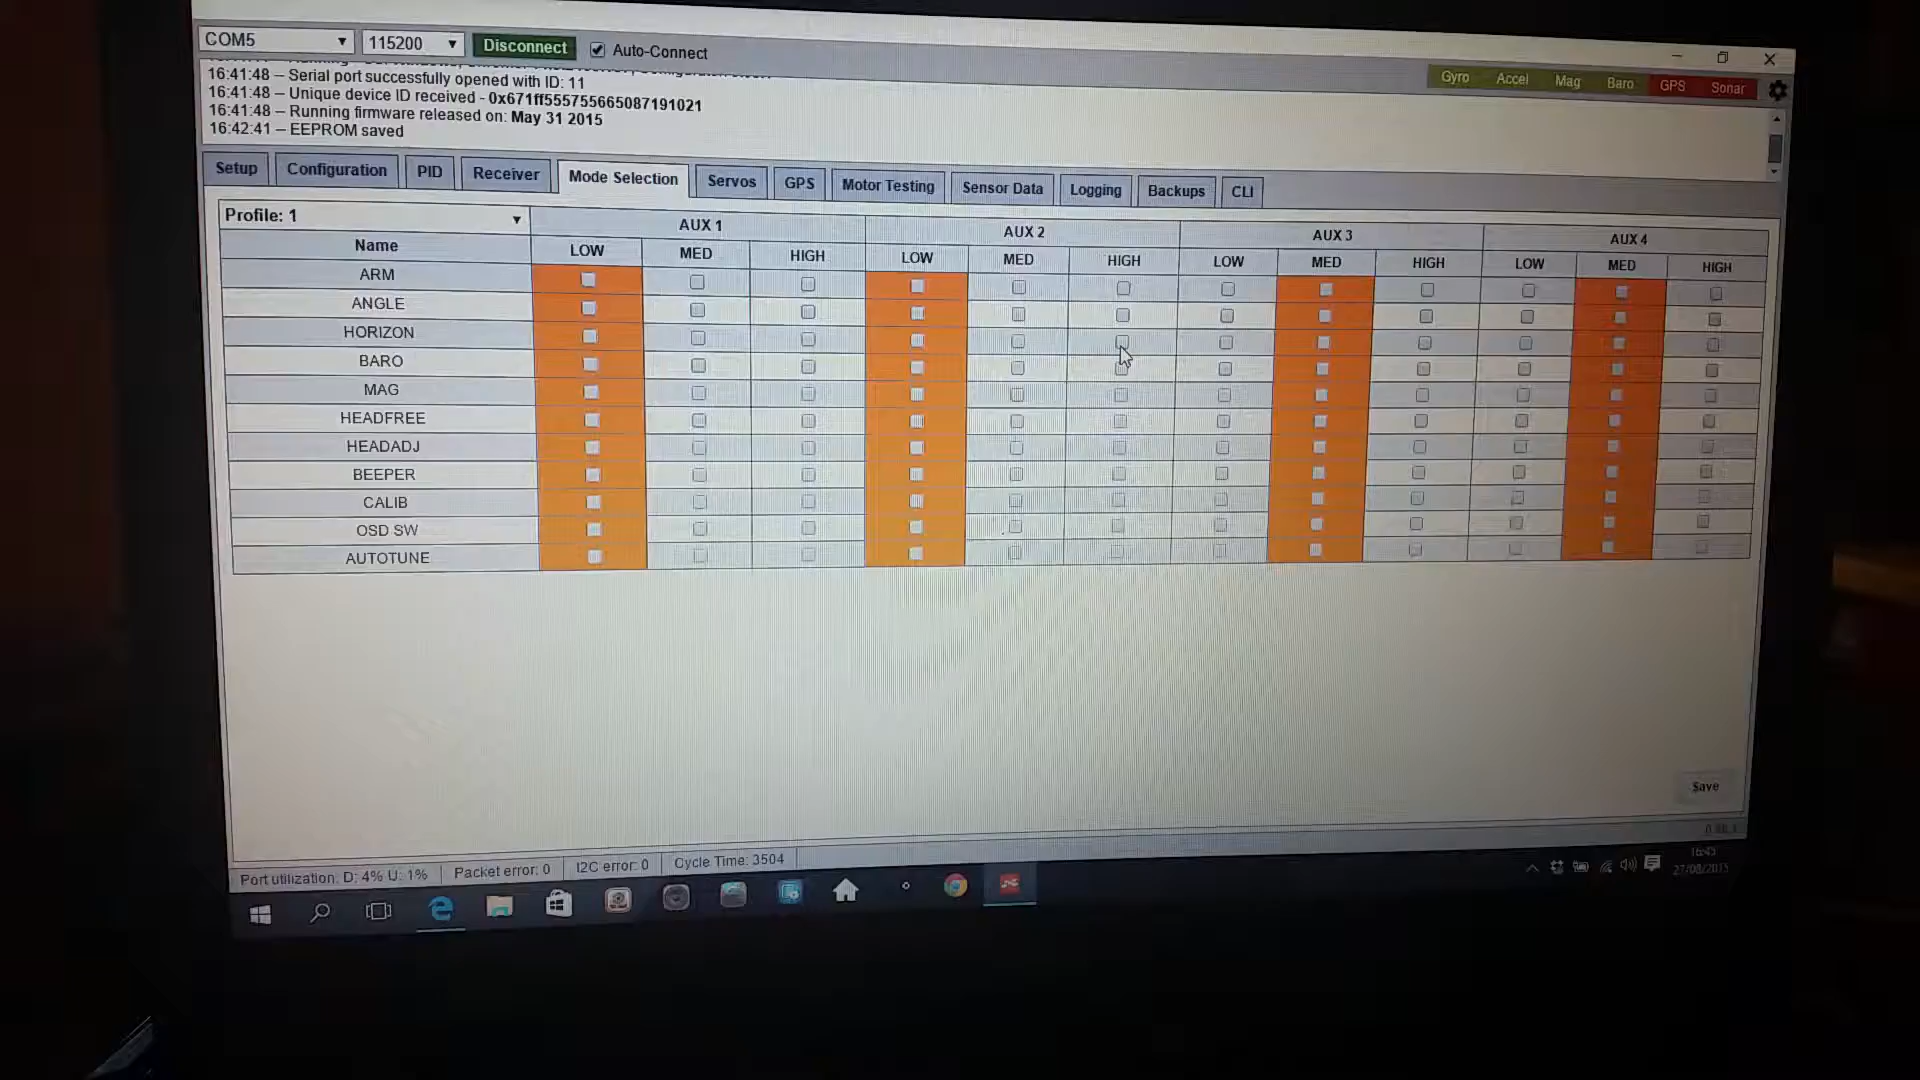 COM5 115200 Disconnect Auto-Connect
16:41:48 – Serial port successfully opened with ID: 11
16:41:48 – Unique device ID received - 0x671ff555755665087191021
16:41:48 – Running firmware released on: May 31 2015
16:42:41 – EEPROM saved
Gyro Accel Mag Baro GPS Sonar
Setup Configuration PID Receiver Mode Selection Servos GPS Motor Testing Sensor Data Logging Backups CLI
Profile: 1 AUX 1 AUX 2 AUX 3 AUX 4
Name LOW MED HIGH LOW MED HIGH LOW MED HIGH LOW MED HIGH
ARM
ANGLE
HORIZON
BARO
MAG
HEADFREE
HEADADJ
BEEPER
CALIB
OSD SW
AUTOTUNE
Save
Port utilization: D: 4% U: 1% Packet error: 0 I2C error: 0 Cycle Time: 3504
16:45
27/08/2015